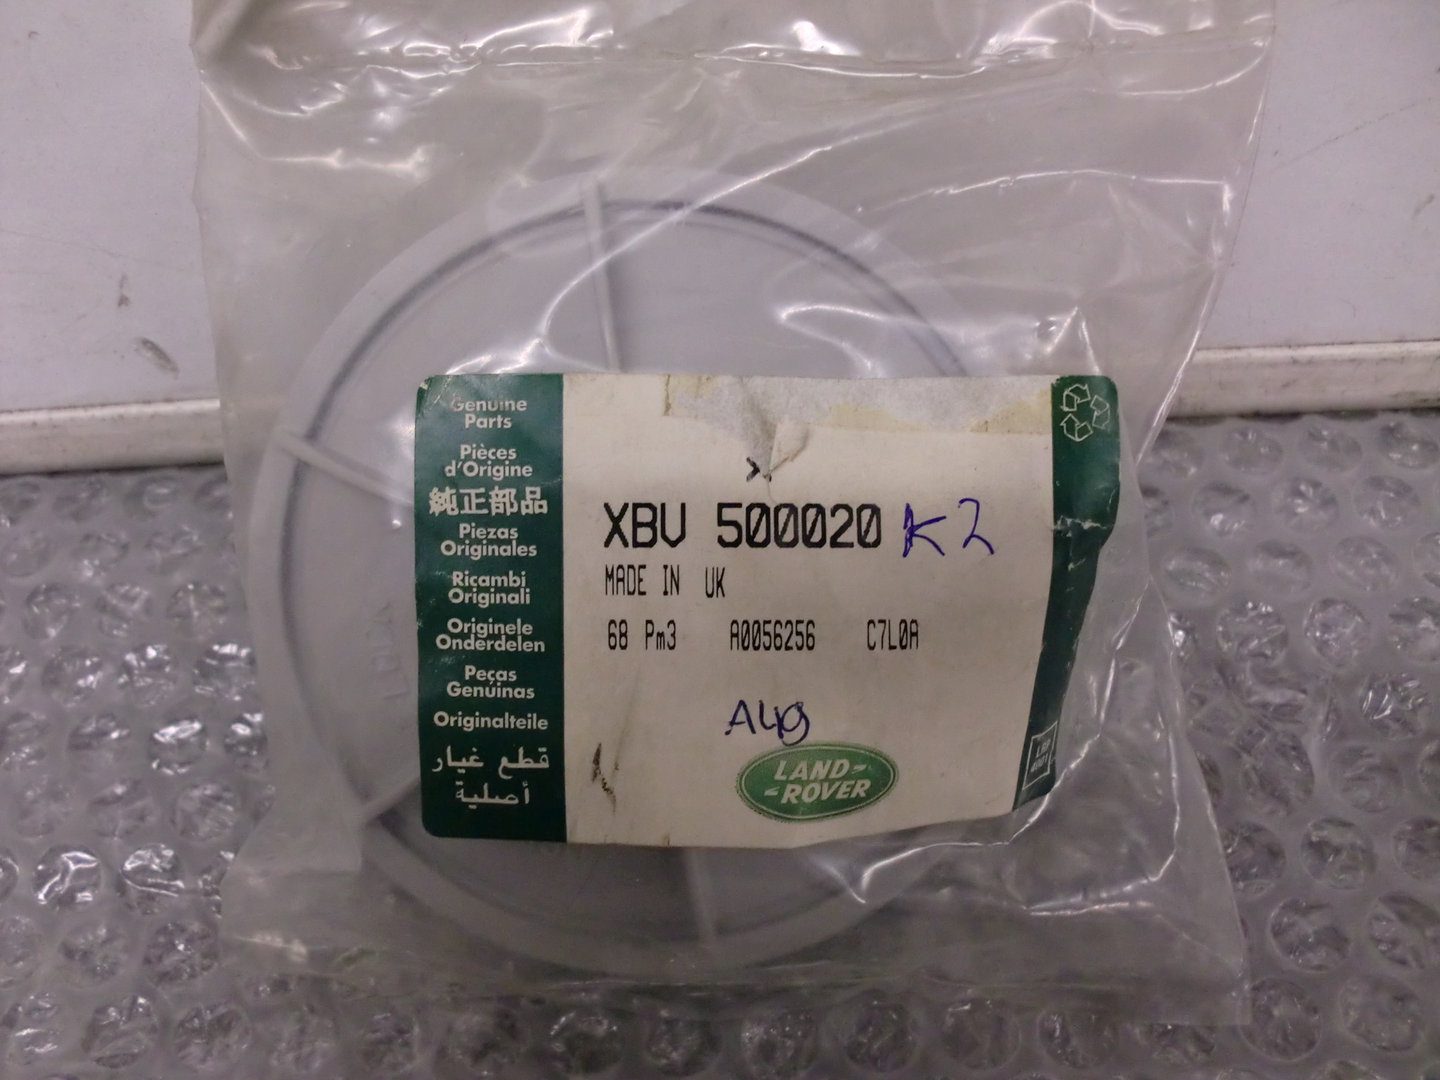 Genuine
Parts
Pièces
d'Origine
純正部品
Piezas
Originales
Ricambi
Originali
Originele
Onderdelen
Peças
Genúinas
Originalteile
قطع غيار
أصلية
XBV 500020 K2
MADE IN UK
68 Pm3 A0056256 C7L0A
A49
LAND-
-ROVER